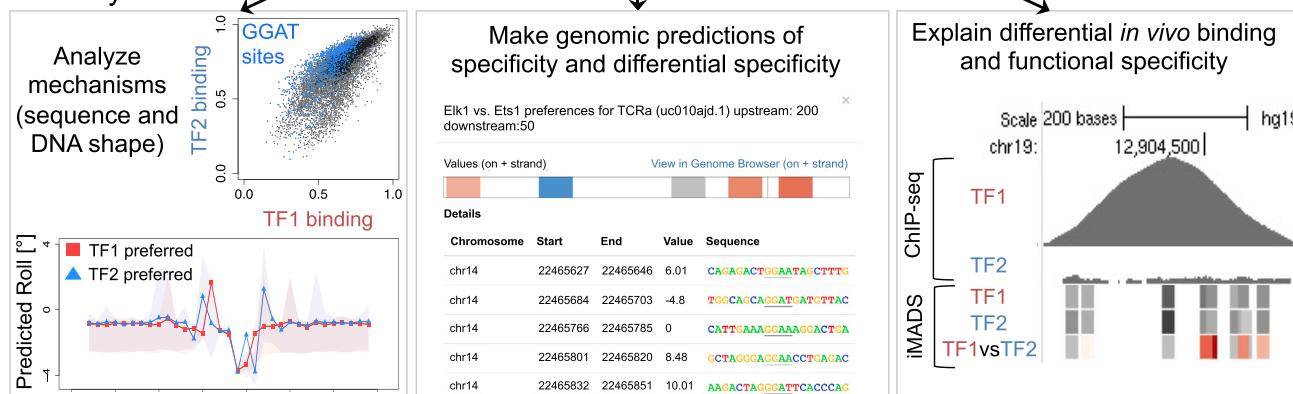 Analyze
mechanisms
(sequence and
DNA shape)
GGAT
sites
TF2 binding
1.0
0.5
0.0
0.0 0.5 1.0
TF1 binding
Predicted Roll [°]
4
0
-4
TF1 preferred
TF2 preferred
Make genomic predictions of
specificity and differential specificity
×
Elk1 vs. Ets1 preferences for TCRa (uc010ajd.1) upstream: 200
downstream:50
Values (on + strand) View in Genome Browser (on + strand)
Details
Chromosome Start End Value Sequence
chr14 22465627 22465646 6.01 CAGAGACTGGAATAGCTTTG
chr14 22465684 22465703 -4.8 TGGCAGCAGGATGATGTTAC
chr14 22465766 22465785 0 CATTGAAAGGAAAGGACTGA
chr14 22465801 22465820 8.48 GCTAGGGAGGAACCTGAGAC
chr14 22465832 22465851 10.01 AAGACTAGGGATTCACCCAG
Explain differential in vivo binding
and functional specificity
Scale 200 bases hg19
chr19: 12,904,500
ChIP-seq
TF1
TF2
iMADS
TF1
TF2
TF1vsTF2